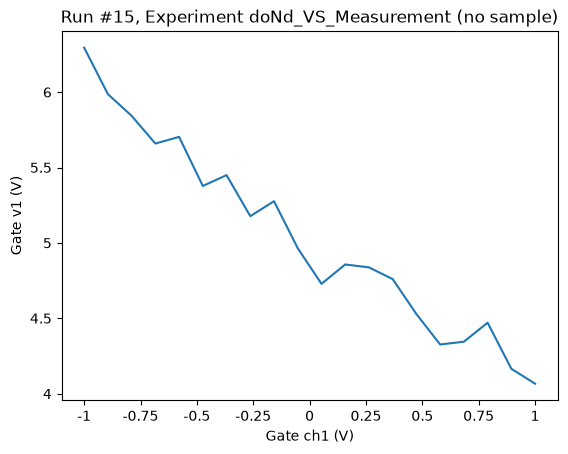 Run #15, Experiment doNd_VS_Measurement (no sample)
Gate v1 (V)
6
5.5
5
4.5
4
-1 -0.75 -0.5 -0.25 0 0.25 0.5 0.75 1
Gate ch1 (V)